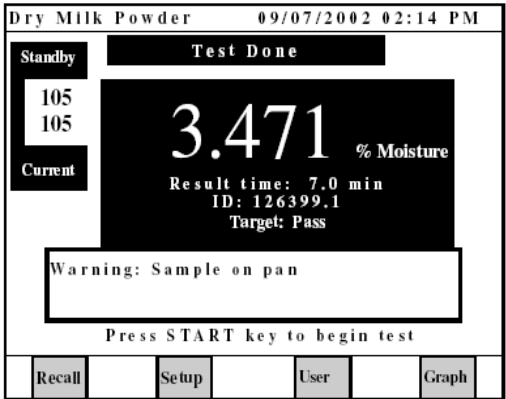 Dry Milk Powder 09/07/2002 02:14 PM
Standby
Test Done
105
105
Current
3.471 % Moisture
Result time: 7.0 min
ID: 126399.1
Target: Pass
Warning: Sample on pan
Press START key to begin test
Recall Setup User Graph